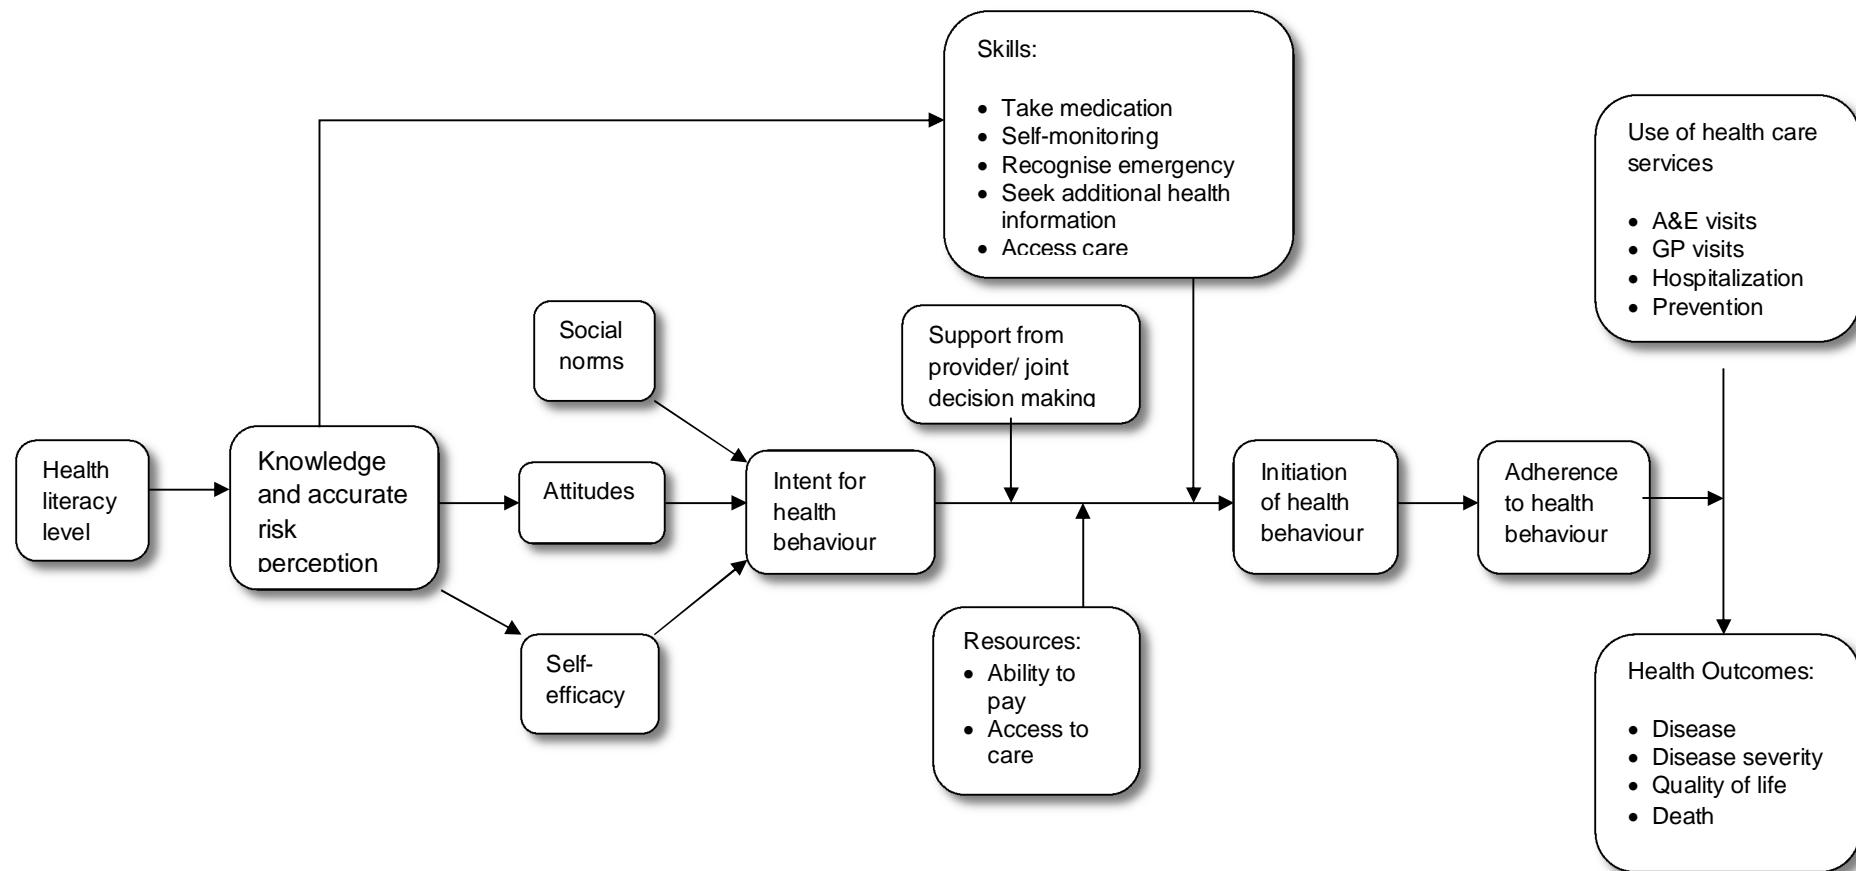 Skills:
• Take medication
• Self-monitoring
• Recognise emergency
• Seek additional health
information
• Access care
Use of health care
services
• A&E visits
• GP visits
• Hospitalization
• Prevention
Social
norms
Support from
provider/ joint
decision making
Health
literacy
level
Knowledge
and accurate
risk
perception
Attitudes
Intent for
health
behaviour
Initiation
of health
behaviour
Adherence
to health
behaviour
Self-
efficacy
Resources:
• Ability to
pay
• Access to
care
Health Outcomes:
• Disease
• Disease severity
• Quality of life
• Death